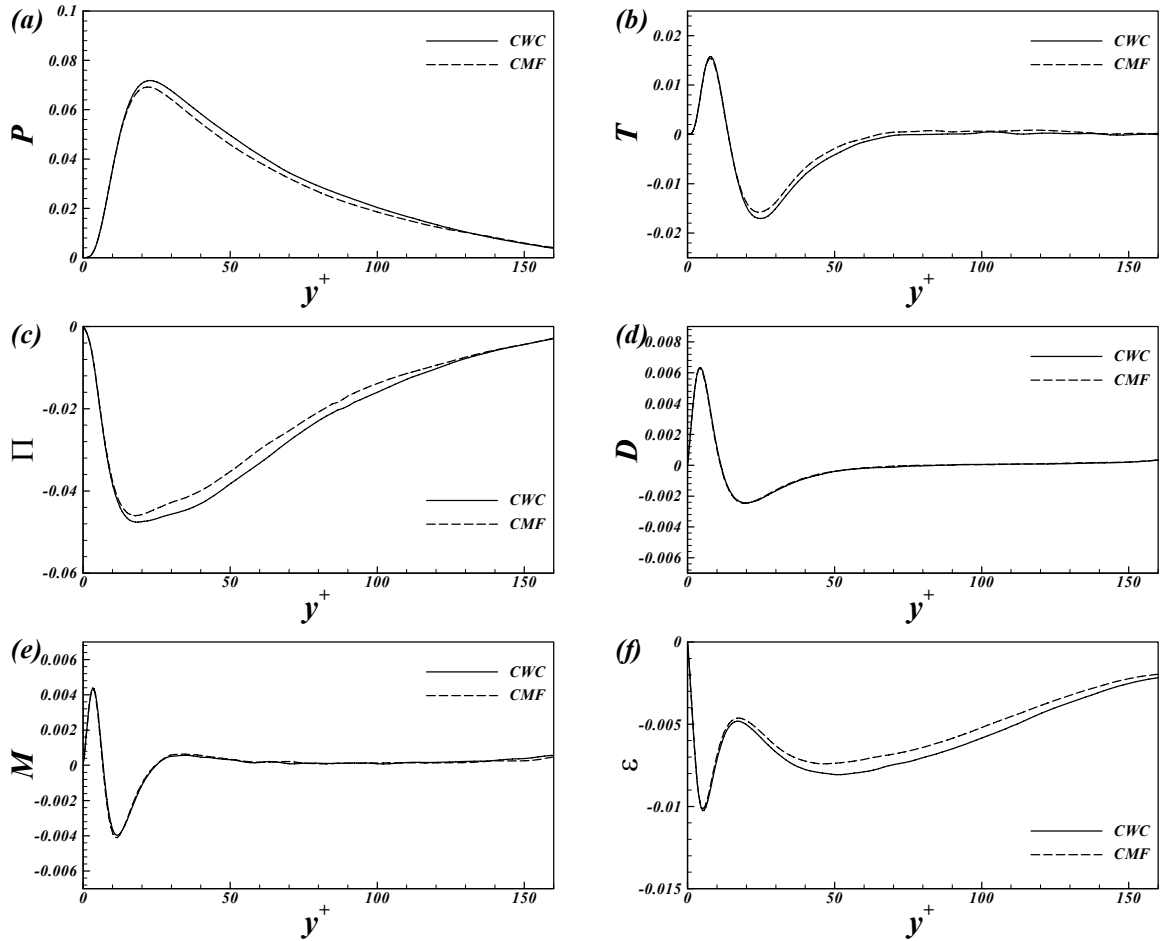 (a)
0.1
0.08
0.06
0.04
0.02
0
P
CWC
CMF
0 50 100 150
y+
(b)
0.02
0.01
0
-0.01
-0.02
T
CWC
CMF
0 50 100 150
y+
(c)
0
-0.02
-0.04
-0.06
Π
CWC
CMF
0 50 100 150
y+
(d)
0.008
0.006
0.004
0.002
0
-0.002
-0.004
-0.006
D
CWC
CMF
0 50 100 150
y+
(e)
0.006
0.004
0.002
0
-0.002
-0.004
-0.006
M
CWC
CMF
0 50 100 150
y+
(f)
0
-0.005
-0.01
-0.015
ε
CWC
CMF
0 50 100 150
y+